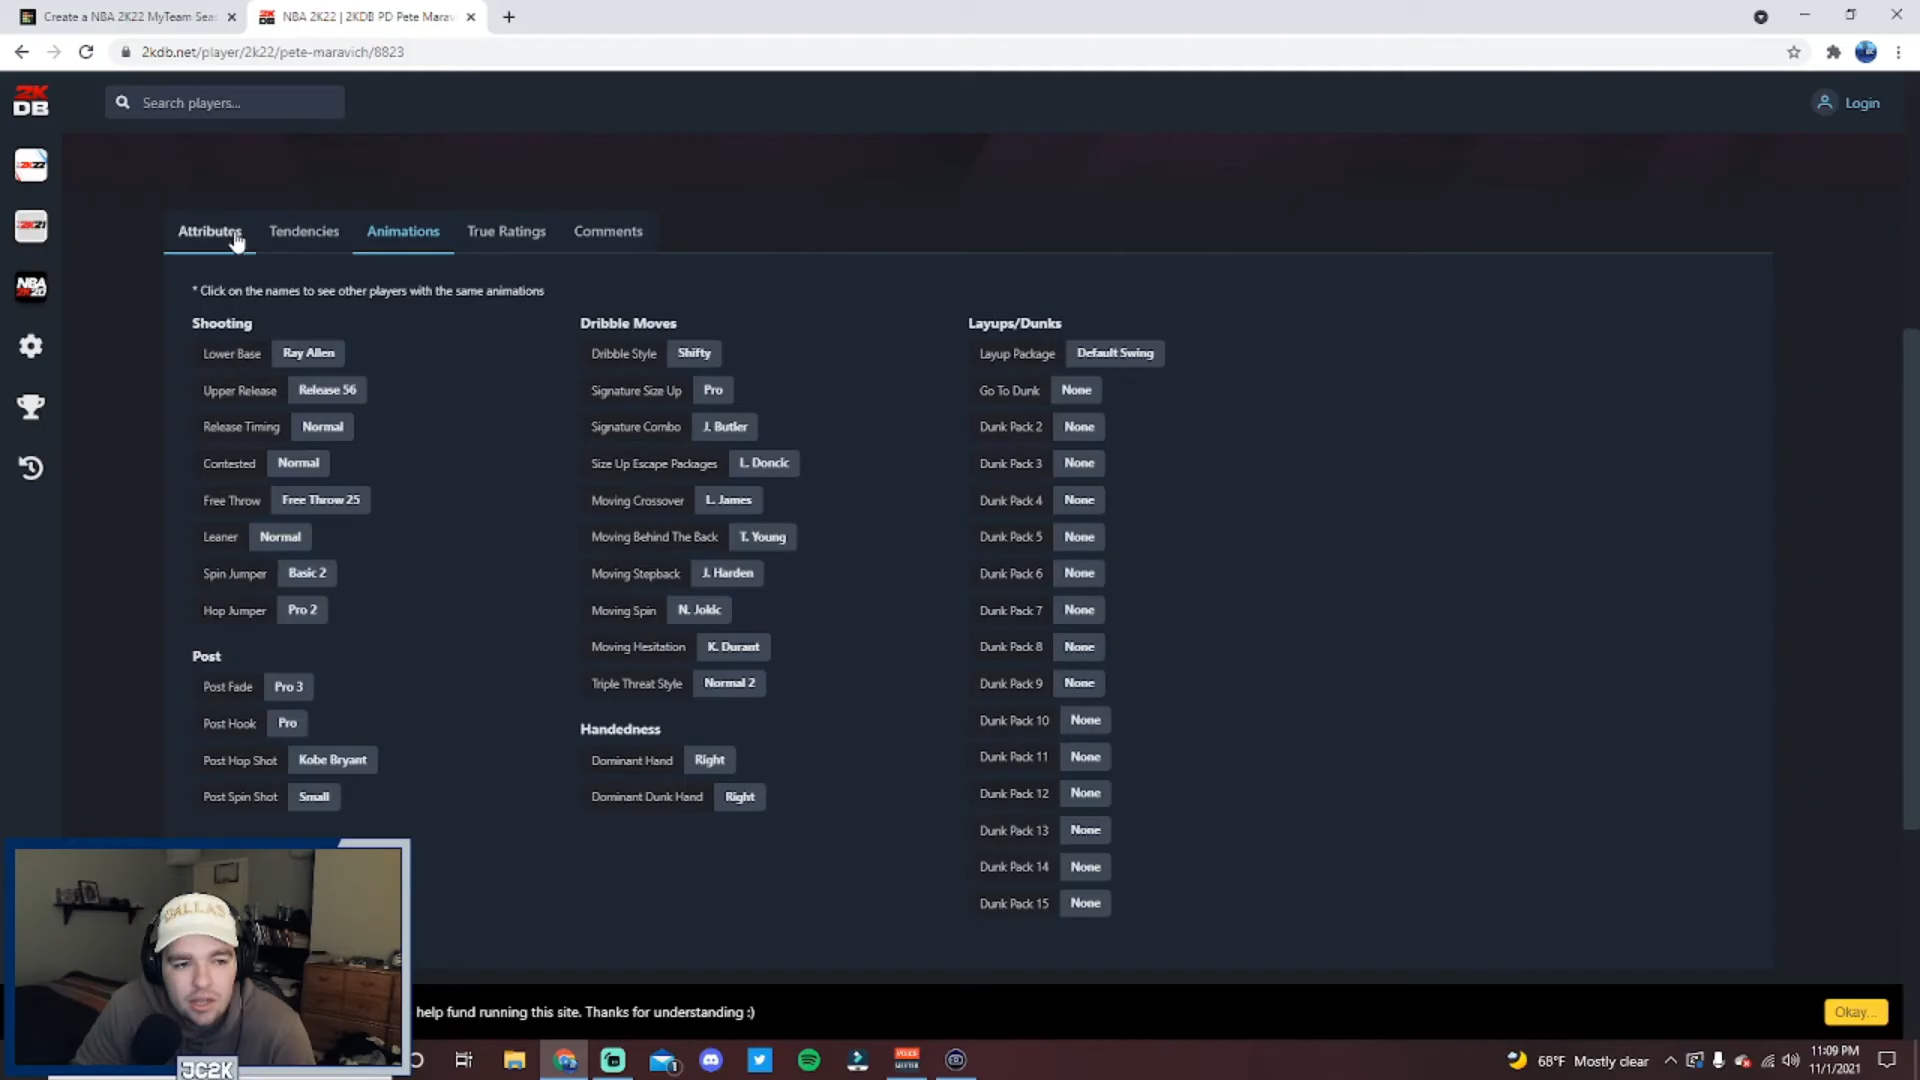 Create a NBA 2K22 MyTeam Sea
NBA 2K22 | 2KDB PD Pete Marav
2kdb.net/player/2k22/pete-maravich/8823
2K
DB
Search players...
Login
2K22
2K21
NBA
2K20
Attributes
Tendencies
Animations
True Ratings
Comments
* Click on the names to see other players with the same animations
Shooting
Lower Base Ray Allen
Upper Release Release 56
Release Timing Normal
Contested Normal
Free Throw Free Throw 25
Leaner Normal
Spin Jumper Basic 2
Hop Jumper Pro 2
Post
Post Fade Pro 3
Post Hook Pro
Post Hop Shot Kobe Bryant
Post Spin Shot Small
Dribble Moves
Dribble Style Shifty
Signature Size Up Pro
Signature Combo J. Butler
Size Up Escape Packages L. Doncic
Moving Crossover L. James
Moving Behind The Back T. Young
Moving Stepback J. Harden
Moving Spin N. Jokic
Moving Hesitation K. Durant
Triple Threat Style Normal 2
Handedness
Dominant Hand Right
Dominant Dunk Hand Right
Layups/Dunks
Layup Package Default Swing
Go To Dunk None
Dunk Pack 2 None
Dunk Pack 3 None
Dunk Pack 4 None
Dunk Pack 5 None
Dunk Pack 6 None
Dunk Pack 7 None
Dunk Pack 8 None
Dunk Pack 9 None
Dunk Pack 10 None
Dunk Pack 11 None
Dunk Pack 12 None
Dunk Pack 13 None
Dunk Pack 14 None
Dunk Pack 15 None
DALLAS
help fund running this site. Thanks for understanding :)
Okay...
JC2K
68°F Mostly clear
11:09 PM
11/1/2021